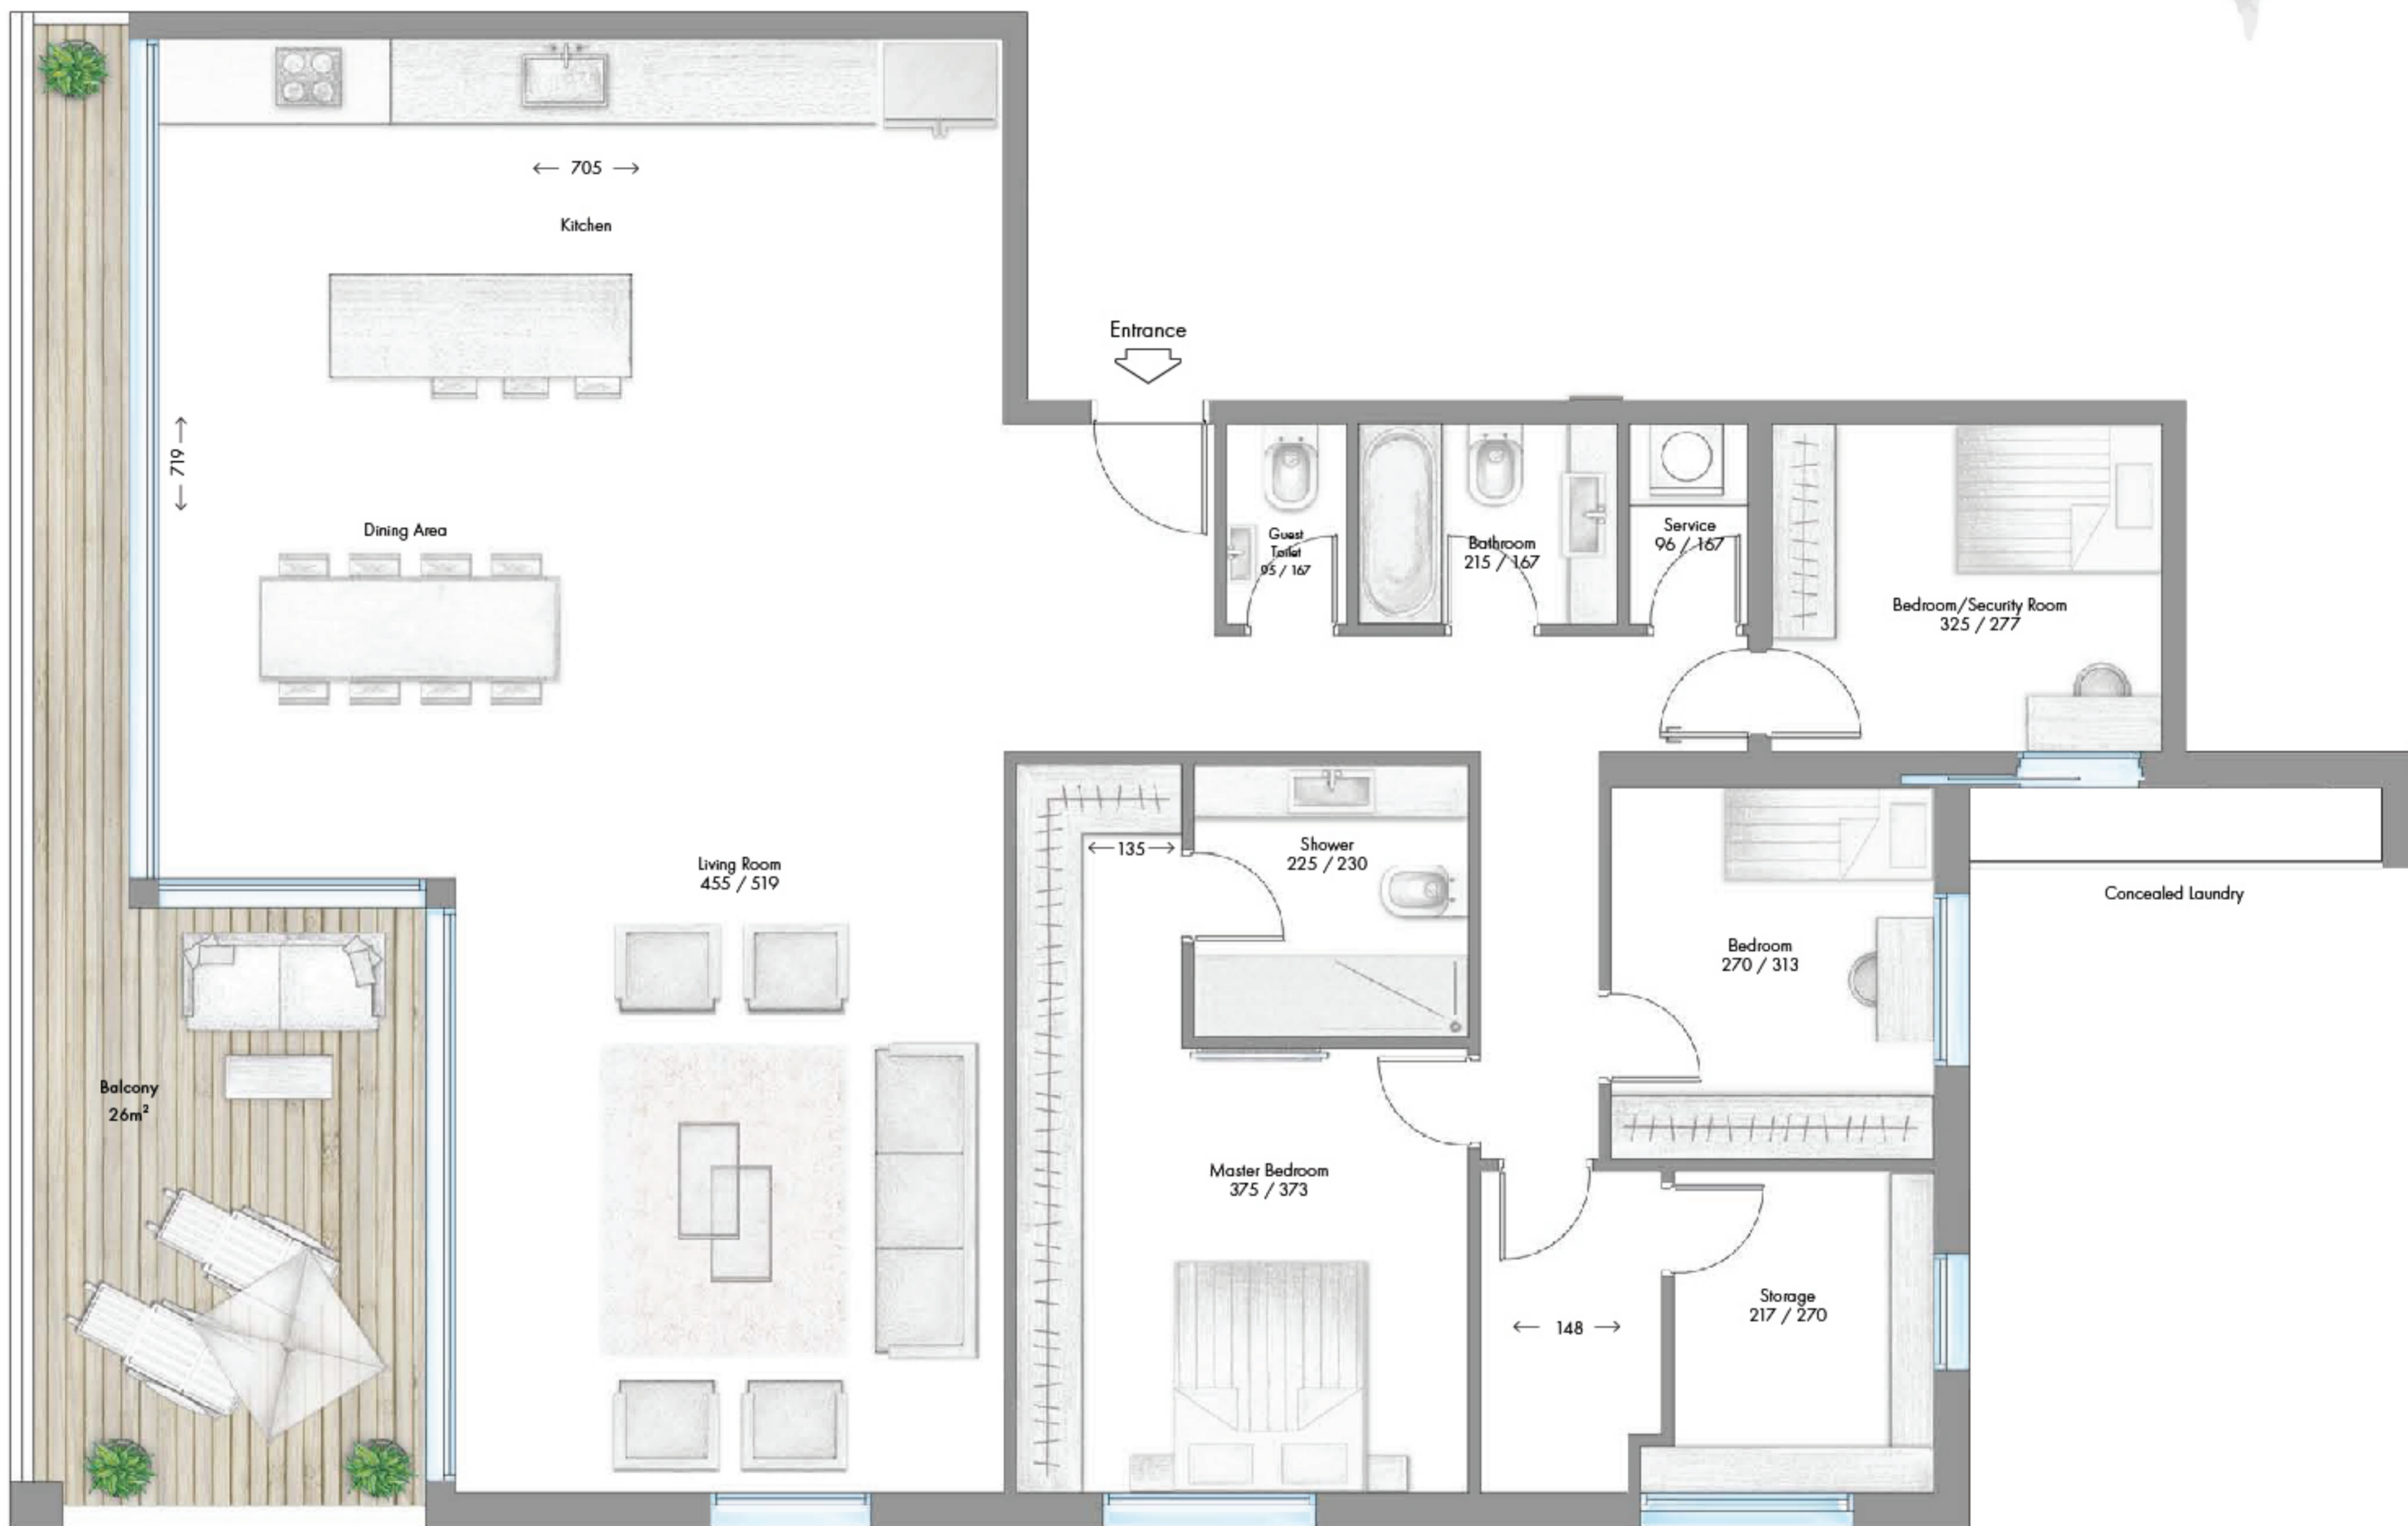 ← 705 →
Kitchen
Entrance
← 719 →
Dining Area
Guest
Toilet
95 / 167
Bathroom
215 / 167
Service
96 / 167
Bedroom/Security Room
325 / 277
Living Room
455 / 519
←135→
Shower
225 / 230
Concealed Laundry
Bedroom
270 / 313
Balcony
26m²
Master Bedroom
375 / 373
Storage
217 / 270
← 148 →